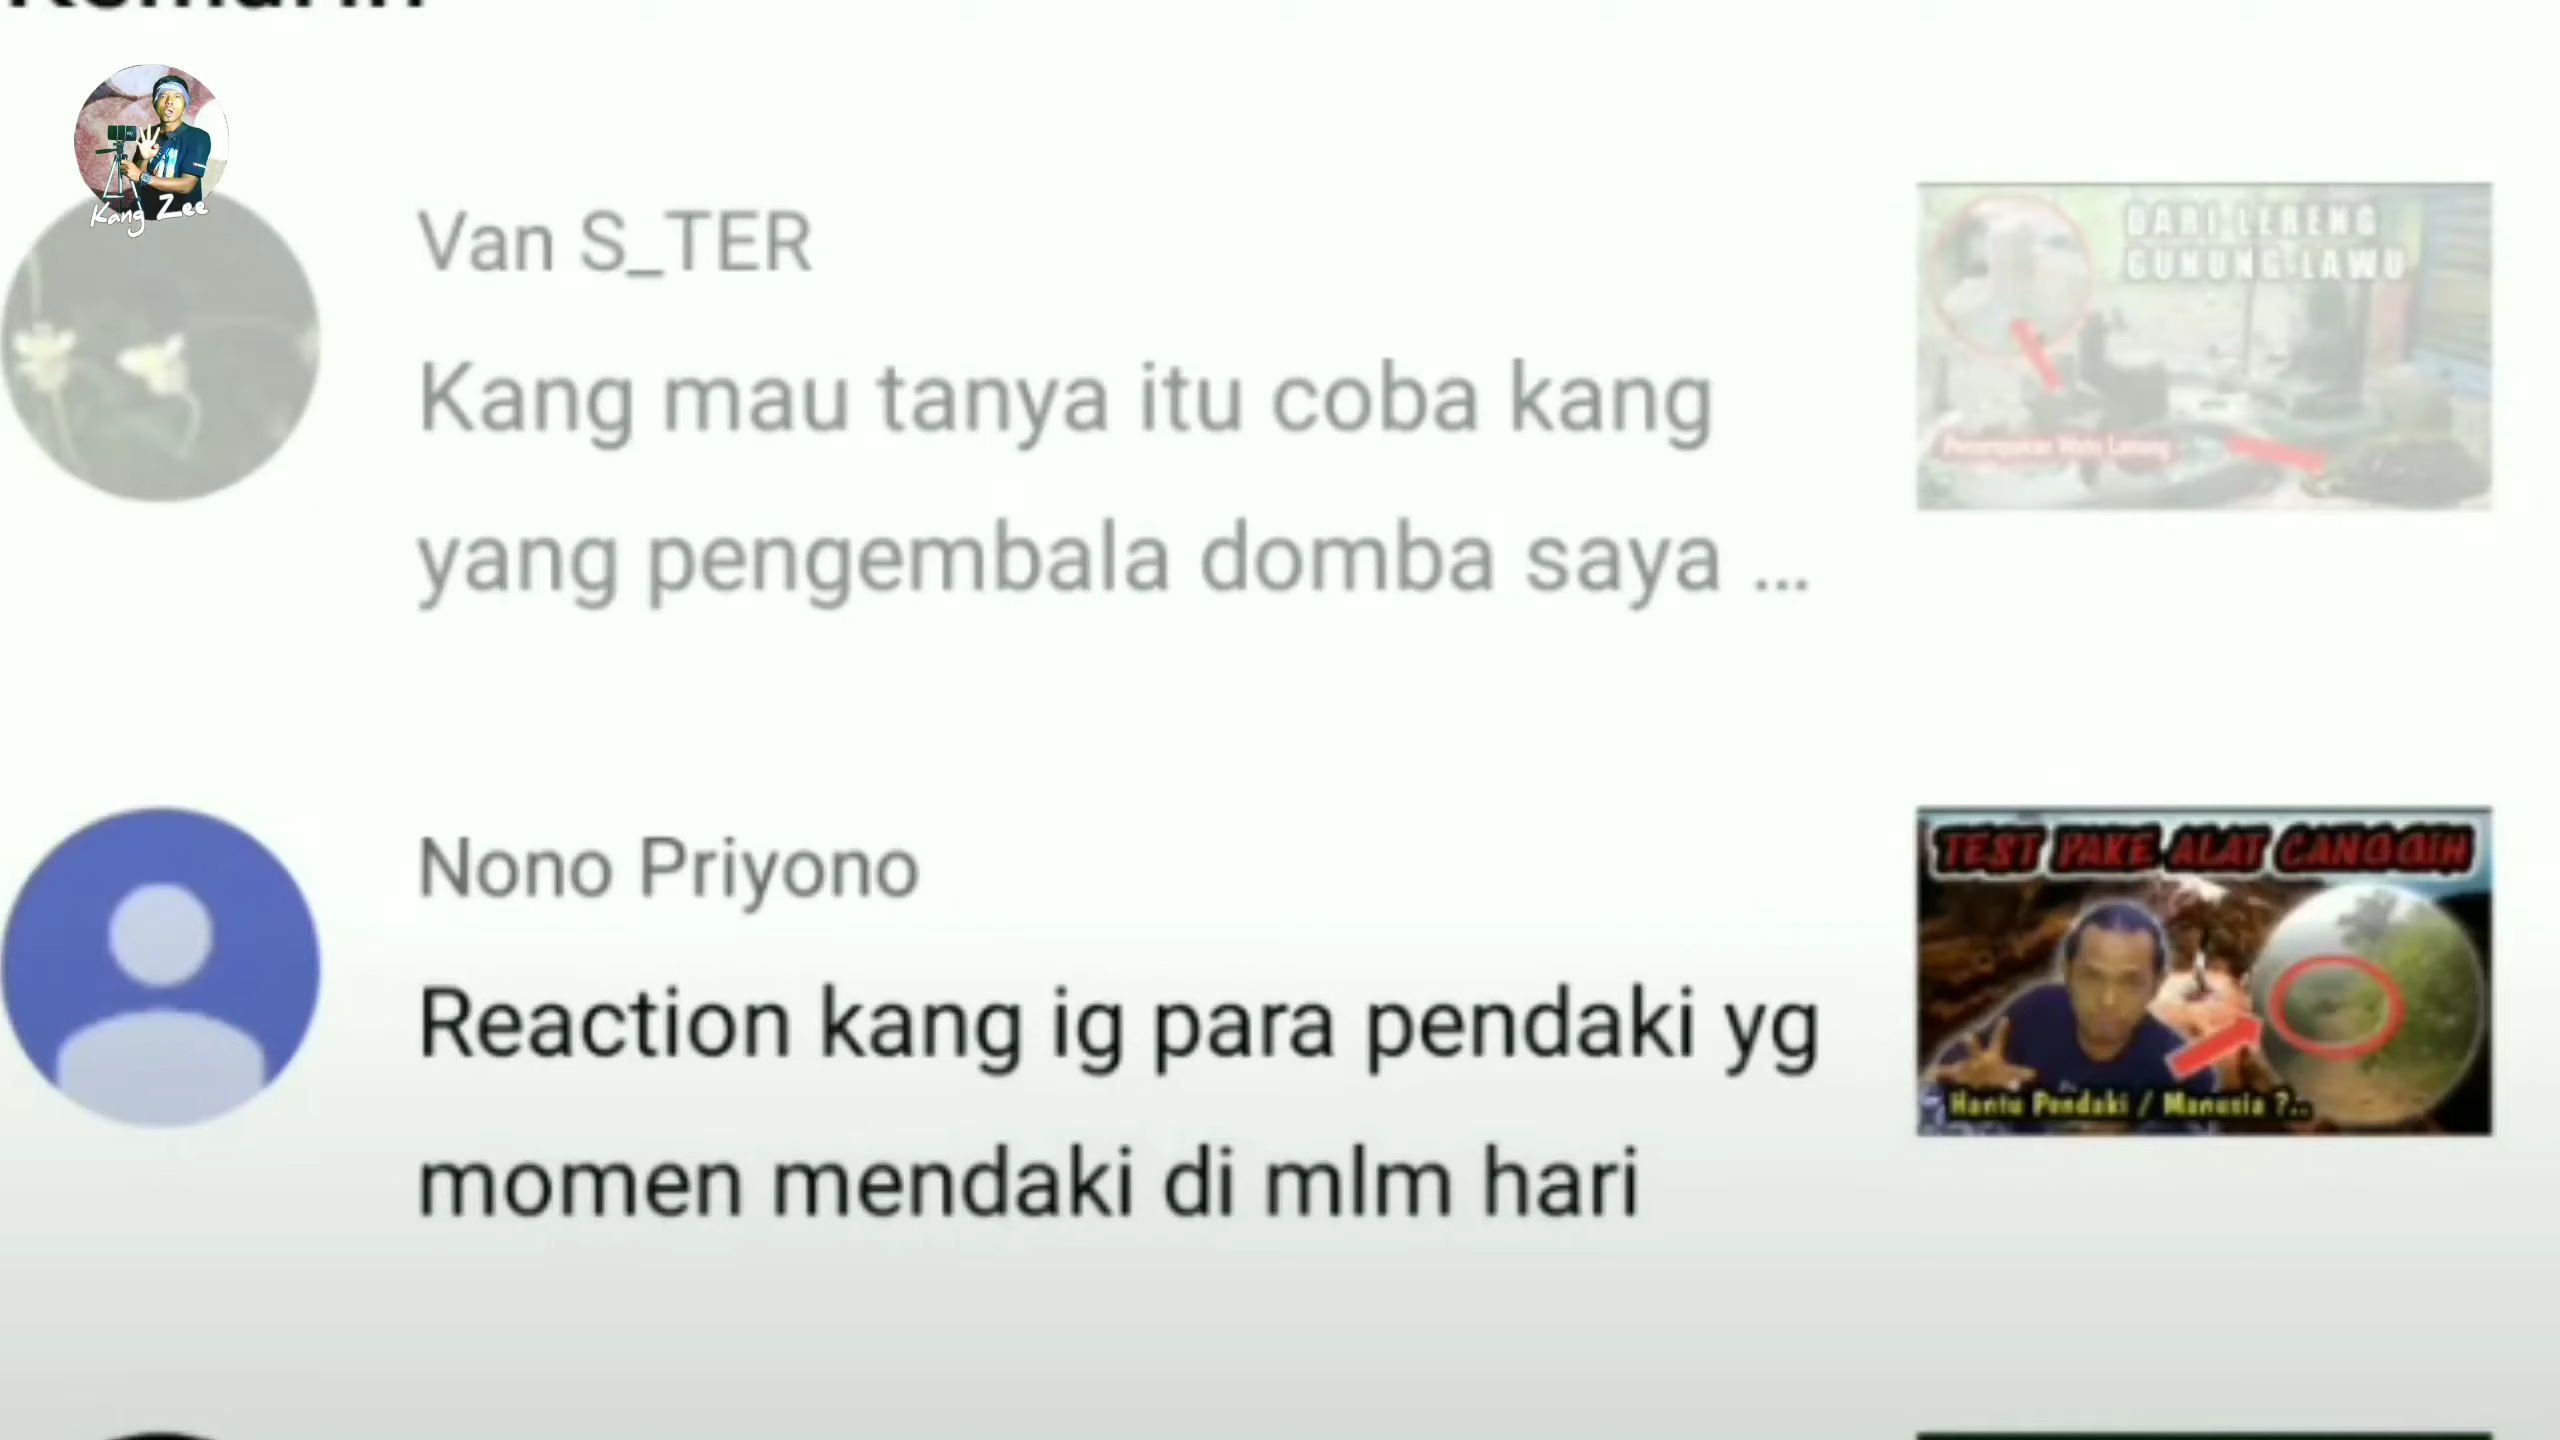 Kemarin
Kang Zee
Van S_TER
Kang mau tanya itu coba kang
yang pengembala domba saya ...
DARI LERENG
GUNUNG LAWU
Nono Priyono
Reaction kang ig para pendaki yg
momen mendaki di mlm hari
TEST PAKE ALAT CANGGIH
Hantu Pendaki / Manusia ?..